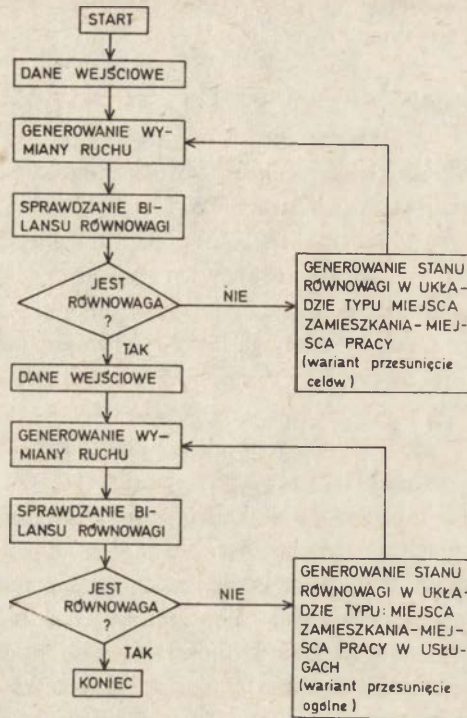 START
DANE WEJŚCIOWE
GENEROWANIE WY-
MIANY RUCHU
SPRAWDZANIE BI-
LANSU RÓWNOWAGI
JEST
RÓWNOWAGA
?
NIE
TAK
GENEROWANIE STANU
RÓWNOWAGI W UKŁA-
DZIE TYPU MIEJSCA
ZAMIESZKANIA-MIEJ-
SCA PRACY
(wariant przesunięcie
celów)
DANE WEJŚCIOWE
GENEROWANIE WY-
MIANY RUCHU
SPRAWDZANIE BI-
LANSU RÓWNOWAGI
JEST
RÓWNOWAGA
?
NIE
TAK
GENEROWANIE STANU
RÓWNOWAGI W UKŁA-
DZIE TYPU: MIEJSCA
ZAMIESZKANIA-MIEJ-
SCA PRACY W USŁU-
GACH
(wariant przesunięcie
ogólne)
KONIEC